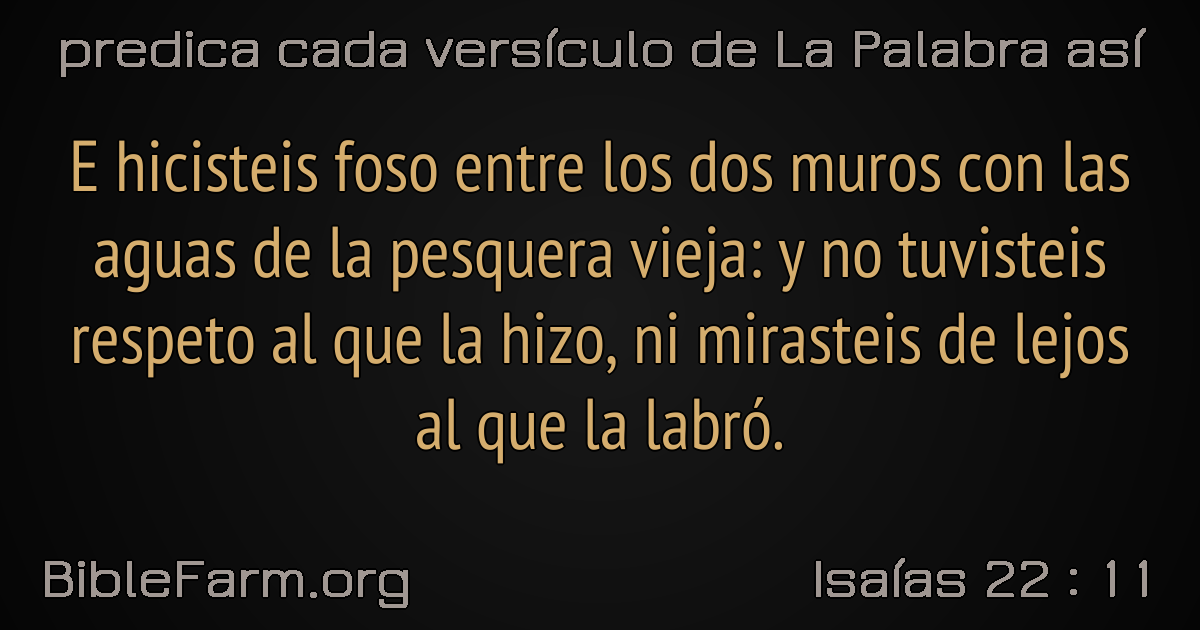 predica cada versículo de La Palabra así
E hicisteis foso entre los dos muros con las
aguas de la pesquera vieja: y no tuvisteis
respeto al que la hizo, ni mirasteis de lejos
al que la labró.
BibleFarm.org
Isaías 22 : 11